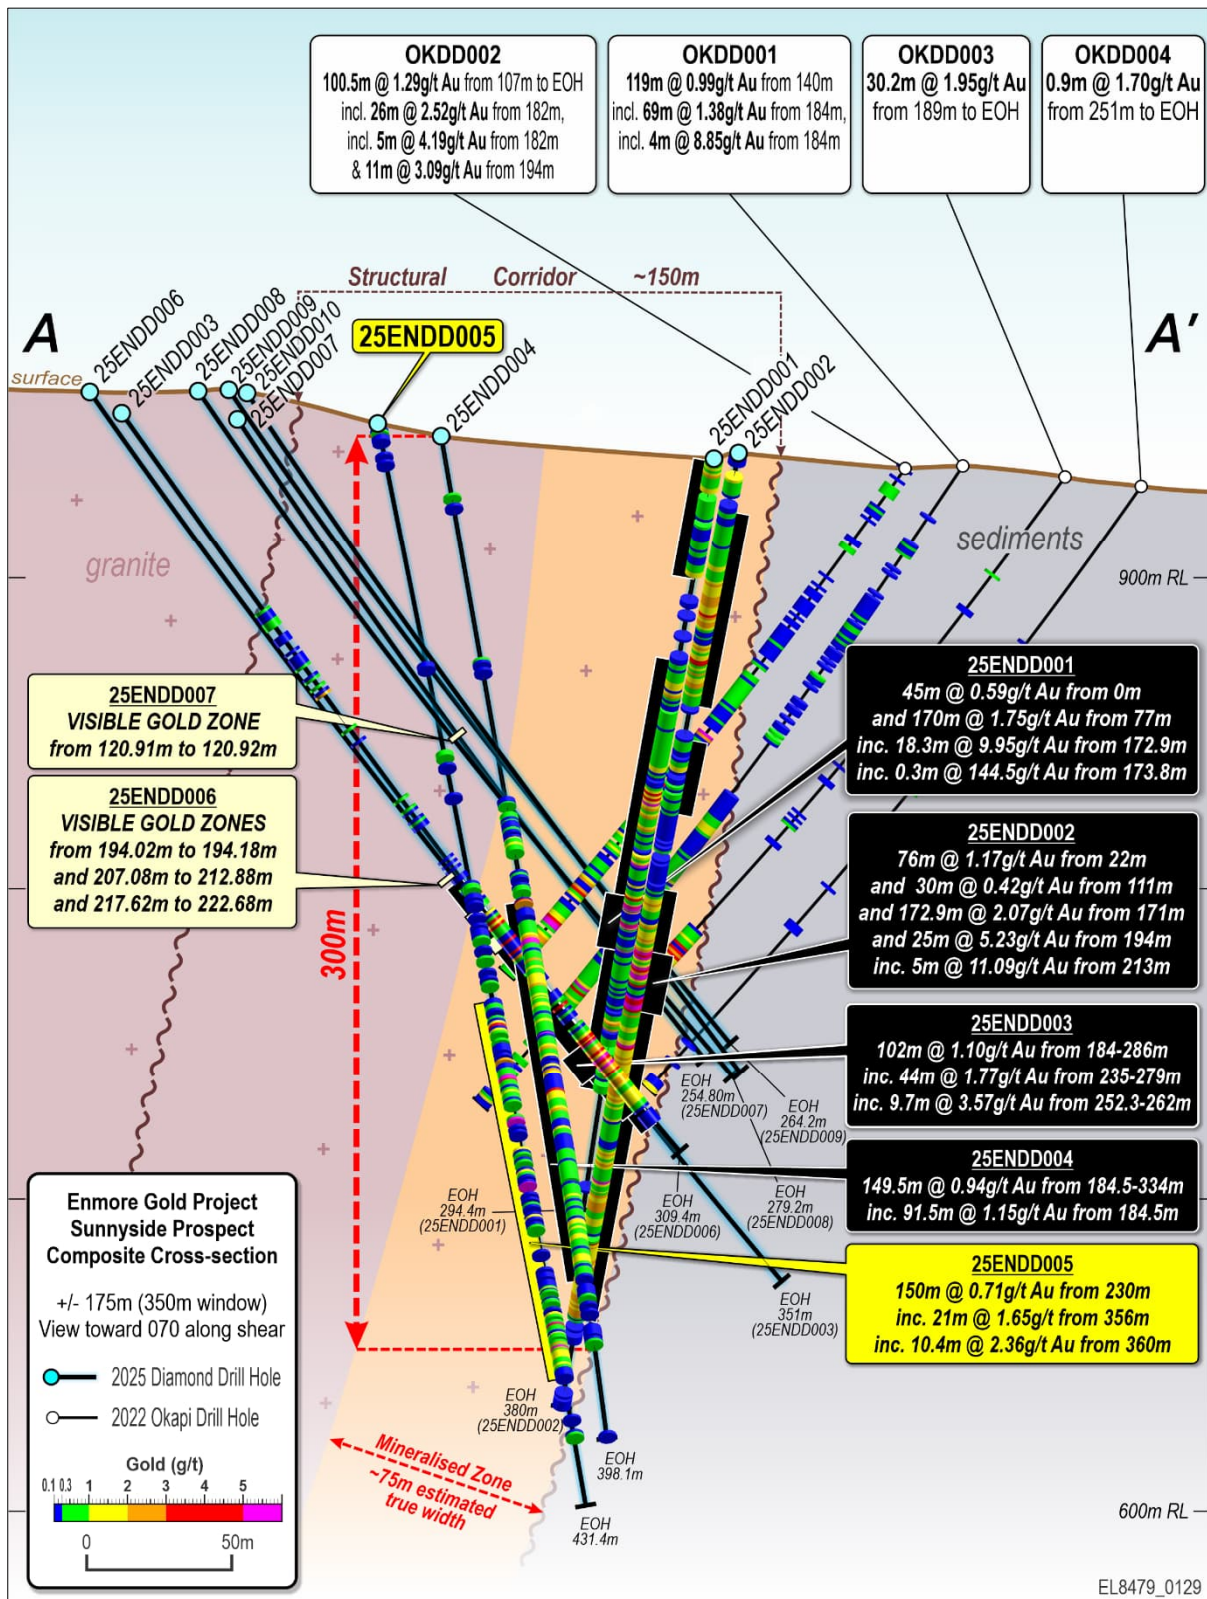 OKDD002
100.5m @ 1.29g/t Au from 107m to EOH
incl. 26m @ 2.52g/t Au from 182m,
incl. 5m @ 4.19g/t Au from 182m
& 11m @ 3.09g/t Au from 194m
OKDD001
119m @ 0.99g/t Au from 140m
incl. 69m @ 1.38g/t Au from 184m,
incl. 4m @ 8.85g/t Au from 184m
OKDD003
30.2m @ 1.95g/t Au
from 189m to EOH
OKDD004
0.9m @ 1.70g/t Au
from 251m to EOH
Structural Corridor ~150m
A
A'
25ENDD006
25ENDD003
25ENDD008
25ENDD009
25ENDD010
25ENDD007
25ENDD005
25ENDD004
25ENDD001
25ENDD002
surface
granite
sediments
900m RL
300m
25ENDD007
VISIBLE GOLD ZONE
from 120.91m to 120.92m
25ENDD006
VISIBLE GOLD ZONES
from 194.02m to 194.18m
and 207.08m to 212.88m
and 217.62m to 222.68m
25ENDD001
45m @ 0.59g/t Au from 0m
and 170m @ 1.75g/t Au from 77m
inc. 18.3m @ 9.95g/t Au from 172.9m
inc. 0.3m @ 144.5g/t Au from 173.8m
25ENDD002
76m @ 1.17g/t Au from 22m
and 30m @ 0.42g/t Au from 111m
and 172.9m @ 2.07g/t Au from 171m
and 25m @ 5.23g/t Au from 194m
inc. 5m @ 11.09g/t Au from 213m
25ENDD003
102m @ 1.10g/t Au from 184-286m
inc. 44m @ 1.77g/t Au from 235-279m
inc. 9.7m @ 3.57g/t Au from 252.3-262m
25ENDD004
149.5m @ 0.94g/t Au from 184.5-334m
inc. 91.5m @ 1.15g/t Au from 184.5m
25ENDD005
150m @ 0.71g/t Au from 230m
inc. 21m @ 1.65g/t Au from 356m
inc. 10.4m @ 2.36g/t Au from 360m
EOH
254.80m
(25ENDD007)
EOH
264.2m
(25ENDD009)
EOH
279.2m
(25ENDD008)
EOH
309.4m
(25ENDD006)
EOH
294.4m
(25ENDD001)
EOH
351m
(25ENDD003)
EOH
380m
(25ENDD002)
EOH
398.1m
EOH
431.4m
Mineralised Zone
~75m estimated
true width
600m RL
Enmore Gold Project
Sunnyside Prospect
Composite Cross-section
+/- 175m (350m window)
View toward 070 along shear
2025 Diamond Drill Hole
2022 Okapi Drill Hole
Gold (g/t)
0.1 0.3 1 2 3 4 5
0 50m
EL8479_0129